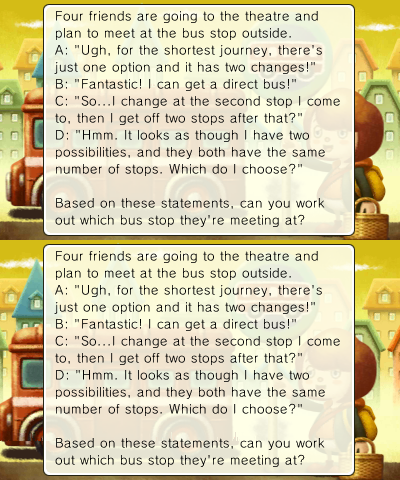 Four friends are going to the theatre and
plan to meet at the bus stop outside.
A: "Ugh, for the shortest journey, there's
just one option and it has two changes!"
B: "Fantastic! I can get a direct bus!"
C: "So...I change at the second stop I come
to, then I get off two stops after that?"
D: "Hmm. It looks as though I have two
possibilities, and they both have the same
number of stops. Which do I choose?"
Based on these statements, can you work
out which bus stop they're meeting at?
Four friends are going to the theatre and
plan to meet at the bus stop outside.
A: "Ugh, for the shortest journey, there's
just one option and it has two changes!"
B: "Fantastic! I can get a direct bus!"
C: "So...I change at the second stop I come
to, then I get off two stops after that?"
D: "Hmm. It looks as though I have two
possibilities, and they both have the same
number of stops. Which do I choose?"
Based on these statements, can you work
out which bus stop they're meeting at?